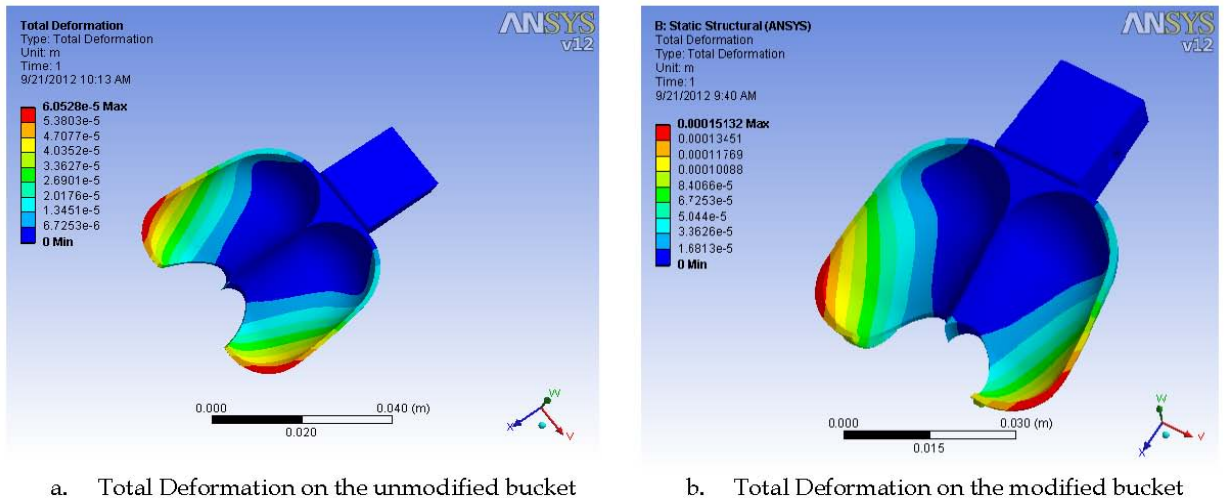 Total Deformation
Type: Total Deformation
Unit: m
Time: 1
9/21/2012 10:13 AM
6.0528e-5 Max
5.3803e-5
4.7077e-5
4.0352e-5
3.3627e-5
2.6901e-5
2.0176e-5
1.3451e-5
6.7253e-6
0 Min
ANSYS
v12
0.000
0.040 (m)
0.020
X
Y
W
a. Total Deformation on the unmodified bucket
B: Static Structural (ANSYS)
Total Deformation
Type: Total Deformation
Unit: m
Time: 1
9/21/2012 9:40 AM
0.00015132 Max
0.00013451
0.00011769
0.00010088
8.4066e-5
6.7253e-5
5.044e-5
3.3626e-5
1.6813e-5
0 Min
ANSYS
v12
0.000
0.030 (m)
0.015
X
Y
W
b. Total Deformation on the modified bucket